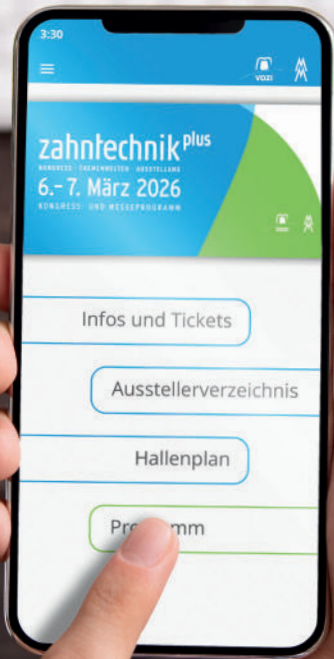 3:30
VDZI
zahntechnik plus
KONGRESS · THEMENWELTEN · AUSSTELLUNG
6.– 7. März 2026
KONGRESS- UND MESSEPROGRAMM
Infos und Tickets
Ausstellerverzeichnis
Hallenplan